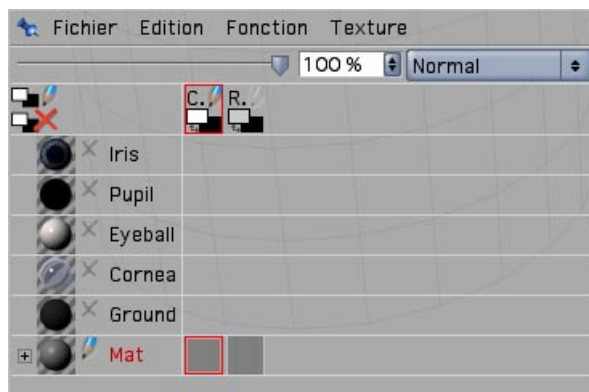 Fichier Edition Fonction Texture
100 % Normal
C. R.
Iris
Pupil
Eyeball
Cornea
Ground
Mat